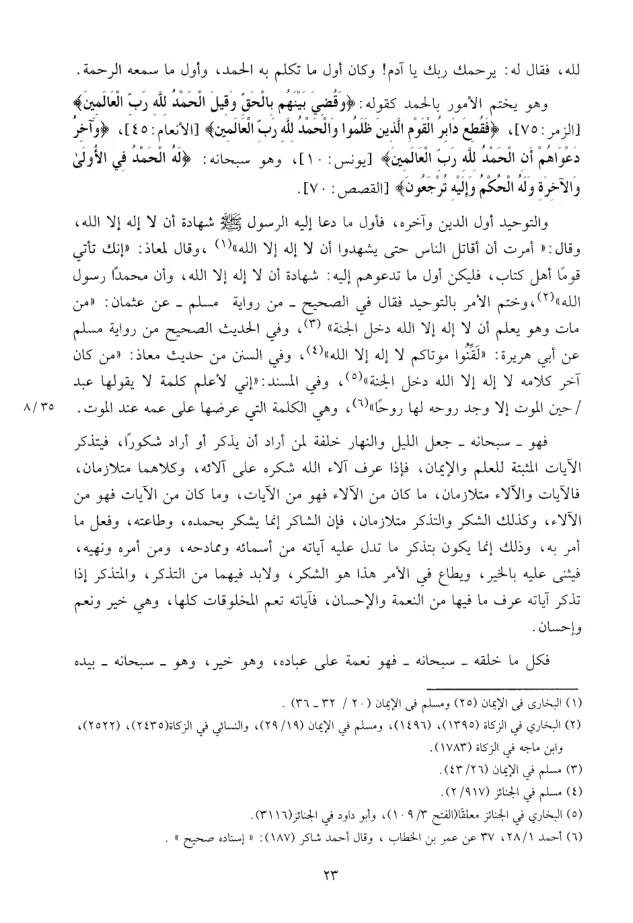 لله، فقال له: يرحمك ربك يا آدم! وكان أول ما تكلم به الحمد، وأول ما سمعه الرحمة.
وهو يختم الأمور بالحمد كقوله: ﴿وَقُضِيَ بَيْنَهُم بِالْحَقِّ وَقِيلَ الْحَمْدُ لِلَّهِ رَبِّ الْعَالَمِينَ﴾
[الزمر: ٧٥]، ﴿فَقُطِعَ دَابِرُ الْقَوْمِ الَّذِينَ ظَلَمُوا وَالْحَمْدُ لِلَّهِ رَبِّ الْعَالَمِينَ﴾ [الأنعام: ٤٥]، ﴿وَآخِرُ
دَعْوَاهُمْ أَنِ الْحَمْدُ لِلَّهِ رَبِّ الْعَالَمِينَ﴾ [يونس: ١٠]، وهو سبحانه: ﴿لَهُ الْحَمْدُ فِي الْأُولَىٰ
وَالْآخِرَةِ وَلَهُ الْحُكْمُ وَإِلَيْهِ تُرْجَعُونَ﴾ [القصص: ٧٠].
والتوحيد أول الدين وآخره، فأول ما دعا إليه الرسول ﷺ شهادة أن لا إله إلا الله،
وقال: «أمرت أن أقاتل الناس حتى يشهدوا أن لا إله إلا الله»(١)، وقال لمعاذ: «إنك تأتي
قومًا أهل كتاب، فليكن أول ما تدعوهم إليه: شهادة أن لا إله إلا الله، وأن محمدًا رسول
الله»(٢)، وختم الأمر بالتوحيد فقال في الصحيح ـ من رواية مسلم ـ عن عثمان: «من
مات وهو يعلم أن لا إله إلا الله دخل الجنة» (٣)، وفي الحديث الصحيح من رواية مسلم
عن أبي هريرة: «لَقِّنُوا موتاكم لا إله إلا الله»(٤)، وفي السنن من حديث معاذ: «من كان
آخر كلامه لا إله إلا الله دخل الجنة»(٥)، وفي المسند: «إني لأعلم كلمة لا يقولها عبد
٨/٣٥ /حين الموت إلا وجد روحه لها روحًا»(٦)، وهي الكلمة التي عرضها على عمه عند الموت.
فهو ـ سبحانه ـ جعل الليل والنهار خلفة لمن أراد أن يذكر أو أراد شكورًا، فيتذكر
الآيات المثبتة للعلم والإيمان، فإذا عرف آلاء الله شكره على آلائه، وكلاهما متلازمان،
فالآيات والآلاء متلازمان، ما كان من الآلاء فهو من الآيات، وما كان من الآيات فهو من
الآلاء، وكذلك الشكر والتذكر متلازمان، فإن الشاكر إنما يشكر بحمده، وطاعته، وفعل ما
أمر به، وذلك إنما يكون بتذكر ما تدل عليه آياته من أسمائه وممادحه، ومن أمره ونهيه،
فيثنى عليه بالخير، ويطاع في الأمر هذا هو الشكر، ولابد فيهما من التذكر، والمتذكر إذا
تذكر آياته عرف ما فيها من النعمة والإحسان، فآياته تعم المخلوقات كلها، وهي خير ونعم
وإحسان.
فكل ما خلقه ـ سبحانه ـ فهو نعمة على عباده، وهو خير، وهو ـ سبحانه ـ بيده
(١) البخارى فى الإيمان (٢٥) ومسلم فى الإيمان (٢٠ / ٣٢ ـ ٣٦) .
(٢) البخاري في الزكاة (١٣٩٥)، (١٤٩٦)، ومسلم في الإيمان (٢٩/١٩)، والنسائي في الزكاة(٢٤٣٥)، (٢٥٢٢)،
وابن ماجه في الزكاة (١٧٨٣).
(٣) مسلم في الإيمان (٤٣/٢٦).
(٤) مسلم في الجنائز (٢/٩١٧).
(٥) البخاري في الجنائز معلقًا(الفتح ١٠٩/٣)، وأبو داود في الجنائز(٣١١٦).
(٦) أحمد ٢٨/١، ٣٧ عن عمر بن الخطاب ، وقال أحمد شاكر (١٨٧): « إسناده صحيح » .
٢٣